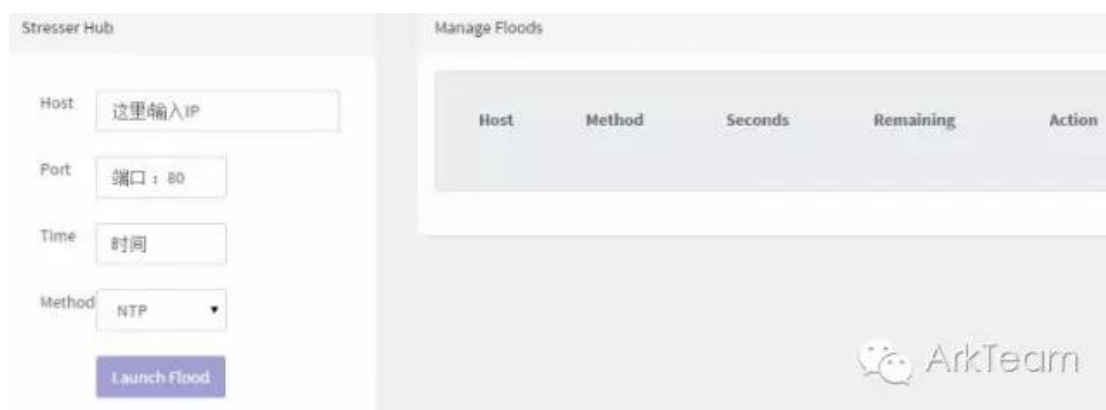 Stresser Hub
Manage Floods
Host
这里输入IP
Port
端口：80
Time
时间
Method
NTP
Launch Flood
Host Method Seconds Remaining Action
ArkTeam